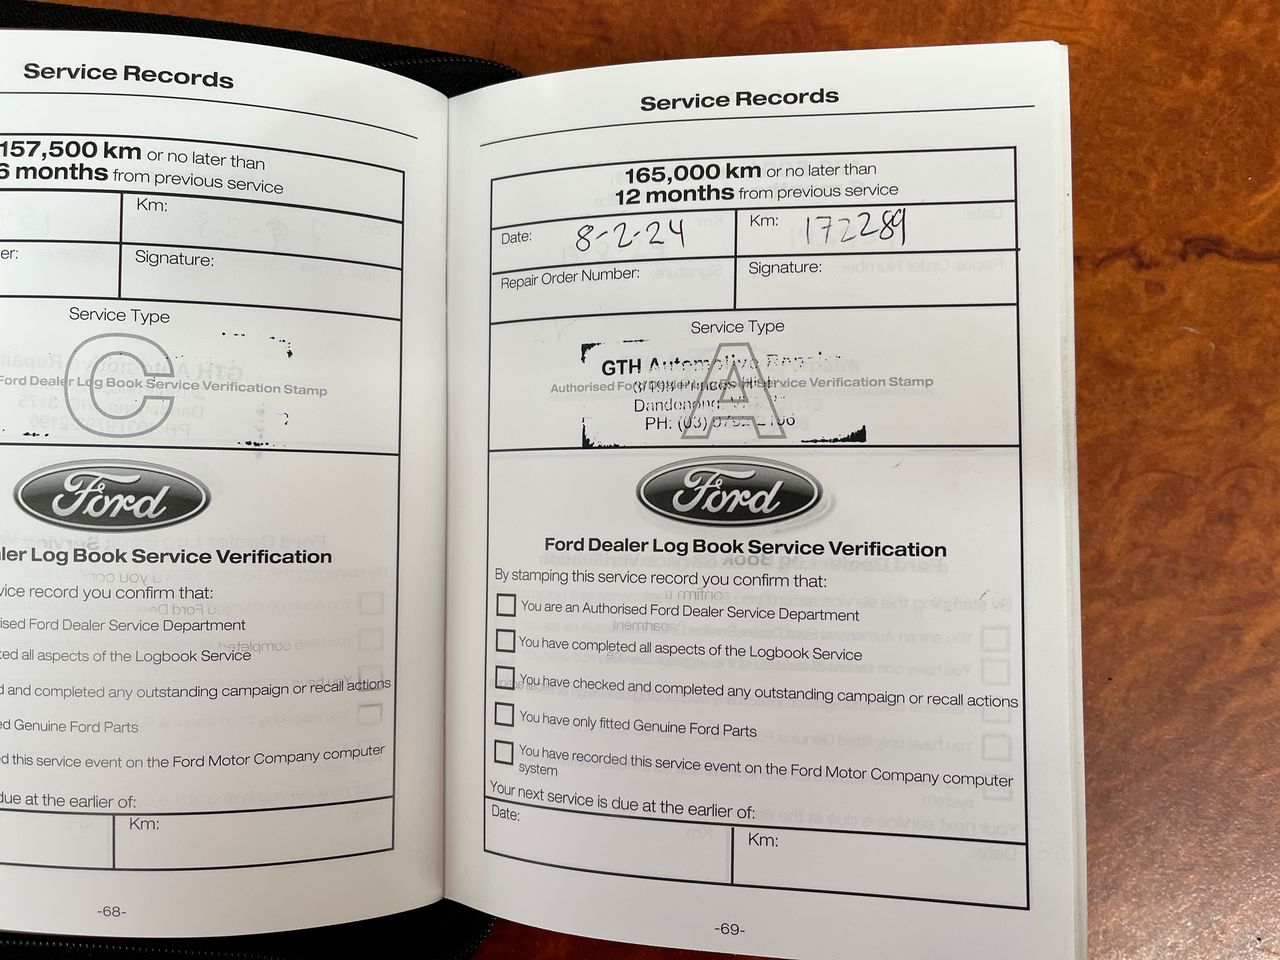 Service Records
157,500 km or no later than
6 months from previous service
Km:
er:
Signature:
Service Type
C
Ford Dealer Log Book Service Verification Stamp
Ford
ler Log Book Service Verification
vice record you confirm that:
ised Ford Dealer Service Department
ted all aspects of the Logbook Service
d and completed any outstanding campaign or recall actions
ed Genuine Ford Parts
d this service event on the Ford Motor Company computer
due at the earlier of:
Km:
-68-
Service Records
165,000 km or no later than
12 months from previous service
Date: 8-2-24
Km: 172289
Repair Order Number:
Signature:
Service Type
A
GTH Automotive Repairs
Authorised Ford Dealer Log Book Service Verification Stamp
Dandenong
PH: (03)
Ford
Ford Dealer Log Book Service Verification
By stamping this service record you confirm that:
You are an Authorised Ford Dealer Service Department
You have completed all aspects of the Logbook Service
You have checked and completed any outstanding campaign or recall actions
You have only fitted Genuine Ford Parts
You have recorded this service event on the Ford Motor Company computer
system
Your next service is due at the earlier of:
Date:
Km:
-69-